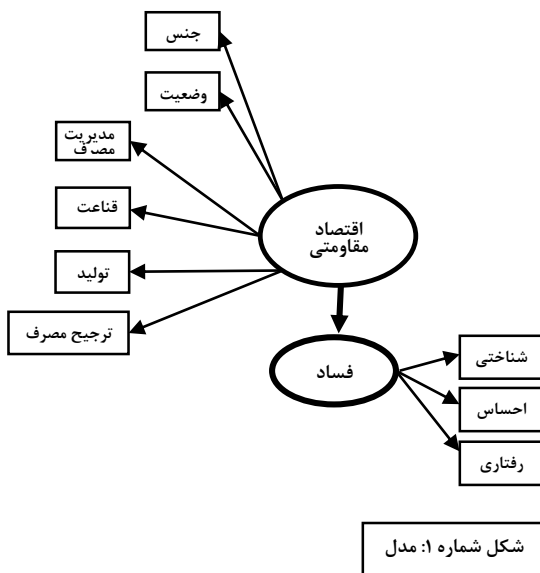 جنس
وضعیت
مدیریت
مصرف
قناعت
تولید
ترجیح مصرف
اقتصاد
مقاومتی
فساد
شناختی
احساس
رفتاری
شکل شماره ۱: مدل